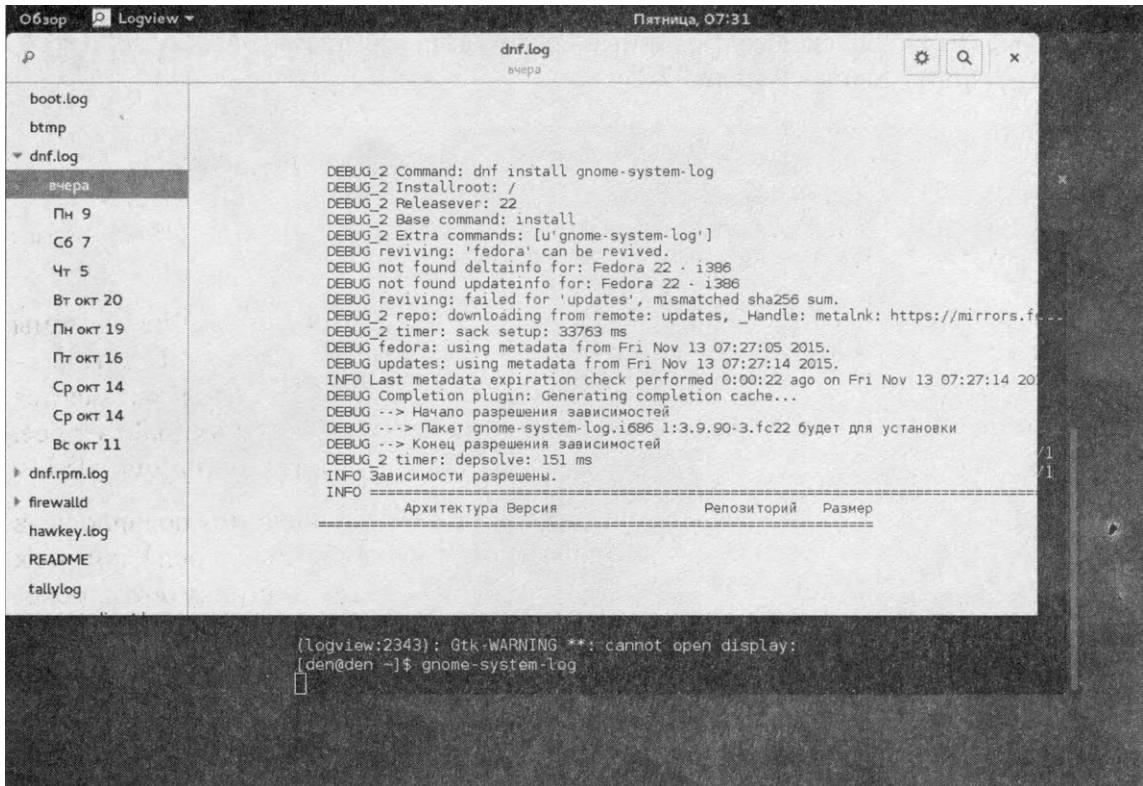 Обзор Logview
Пятница, 07:31
dnf.log
вчера
boot.log
btmp
dnf.log
вчера
Пн 9
Сб 7
Чт 5
Вт окт 20
Пн окт 19
Пт окт 16
Ср окт 14
Ср окт 14
Вс окт 11
dnf.rpm.log
firewalld
hawkey.log
README
tallylog
DEBUG_2 Command: dnf install gnome-system-log
DEBUG_2 Installroot: /
DEBUG_2 Releasever: 22
DEBUG_2 Base command: install
DEBUG_2 Extra commands: [u'gnome-system-log']
DEBUG reviving: 'fedora' can be revived.
DEBUG not found deltainfo for: Fedora 22 - i386
DEBUG not found updateinfo for: Fedora 22 - i386
DEBUG reviving: failed for 'updates', mismatched sha256 sum.
DEBUG_2 repo: downloading from remote: updates, _Handle: metalnk: https://mirrors.f
DEBUG_2 timer: sack setup: 33763 ms
DEBUG fedora: using metadata from Fri Nov 13 07:27:05 2015.
DEBUG updates: using metadata from Fri Nov 13 07:27:14 2015.
INFO Last metadata expiration check performed 0:00:22 ago on Fri Nov 13 07:27:14 20
DEBUG Completion plugin: Generating completion cache...
DEBUG --> Начало разрешения зависимостей
DEBUG ---> Пакет gnome-system-log.i686 1:3.9.90-3.fc22 будет для установки
DEBUG --> Конец разрешения зависимостей
DEBUG_2 timer: depsolve: 151 ms
INFO Зависимости разрешены.
INFO ================================================================================
Архитектура Версия Репозиторий Размер
================================================================================
/1
/1
(logview:2343): Gtk-WARNING **: cannot open display:
[den@den ~]$ gnome-system-log